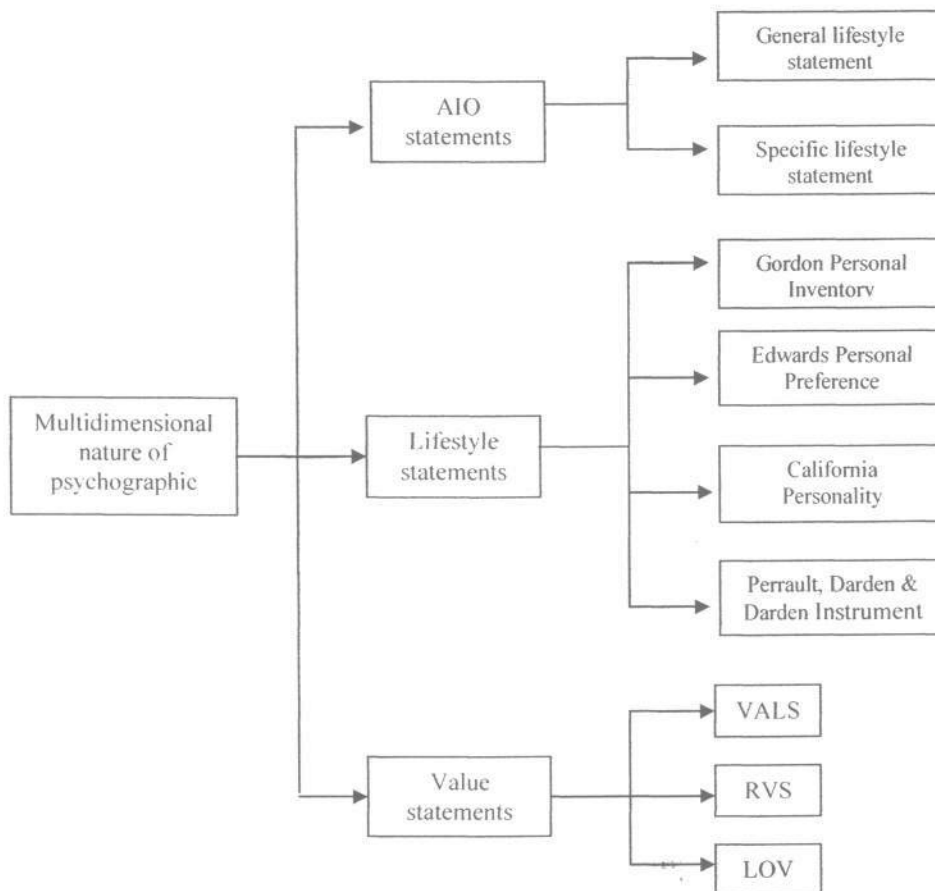 General lifestyle
statement
AIO
statements
Specific lifestyle
statement
Gordon Personal
Inventory
Edwards Personal
Preference
Multidimensional
nature of
psychographic
Lifestyle
statements
California
Personality
Perrault, Darden &
Darden Instrument
VALS
Value
statements
RVS
LOV